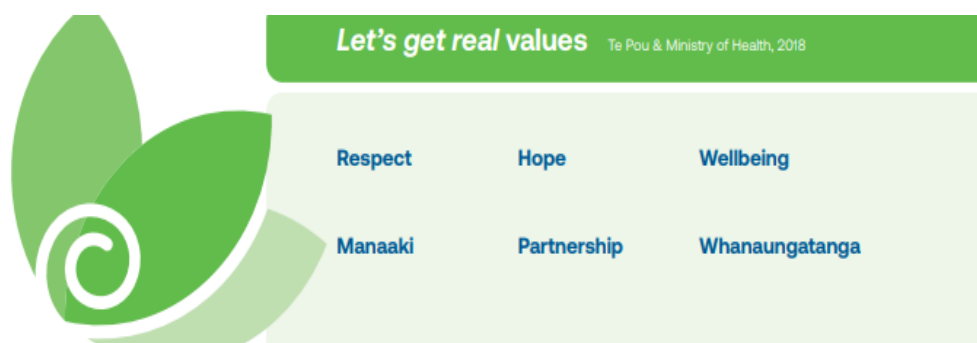 Let's get real values Te Pou & Ministry of Health, 2018
Respect Hope Wellbeing
Manaaki Partnership Whanaungatanga